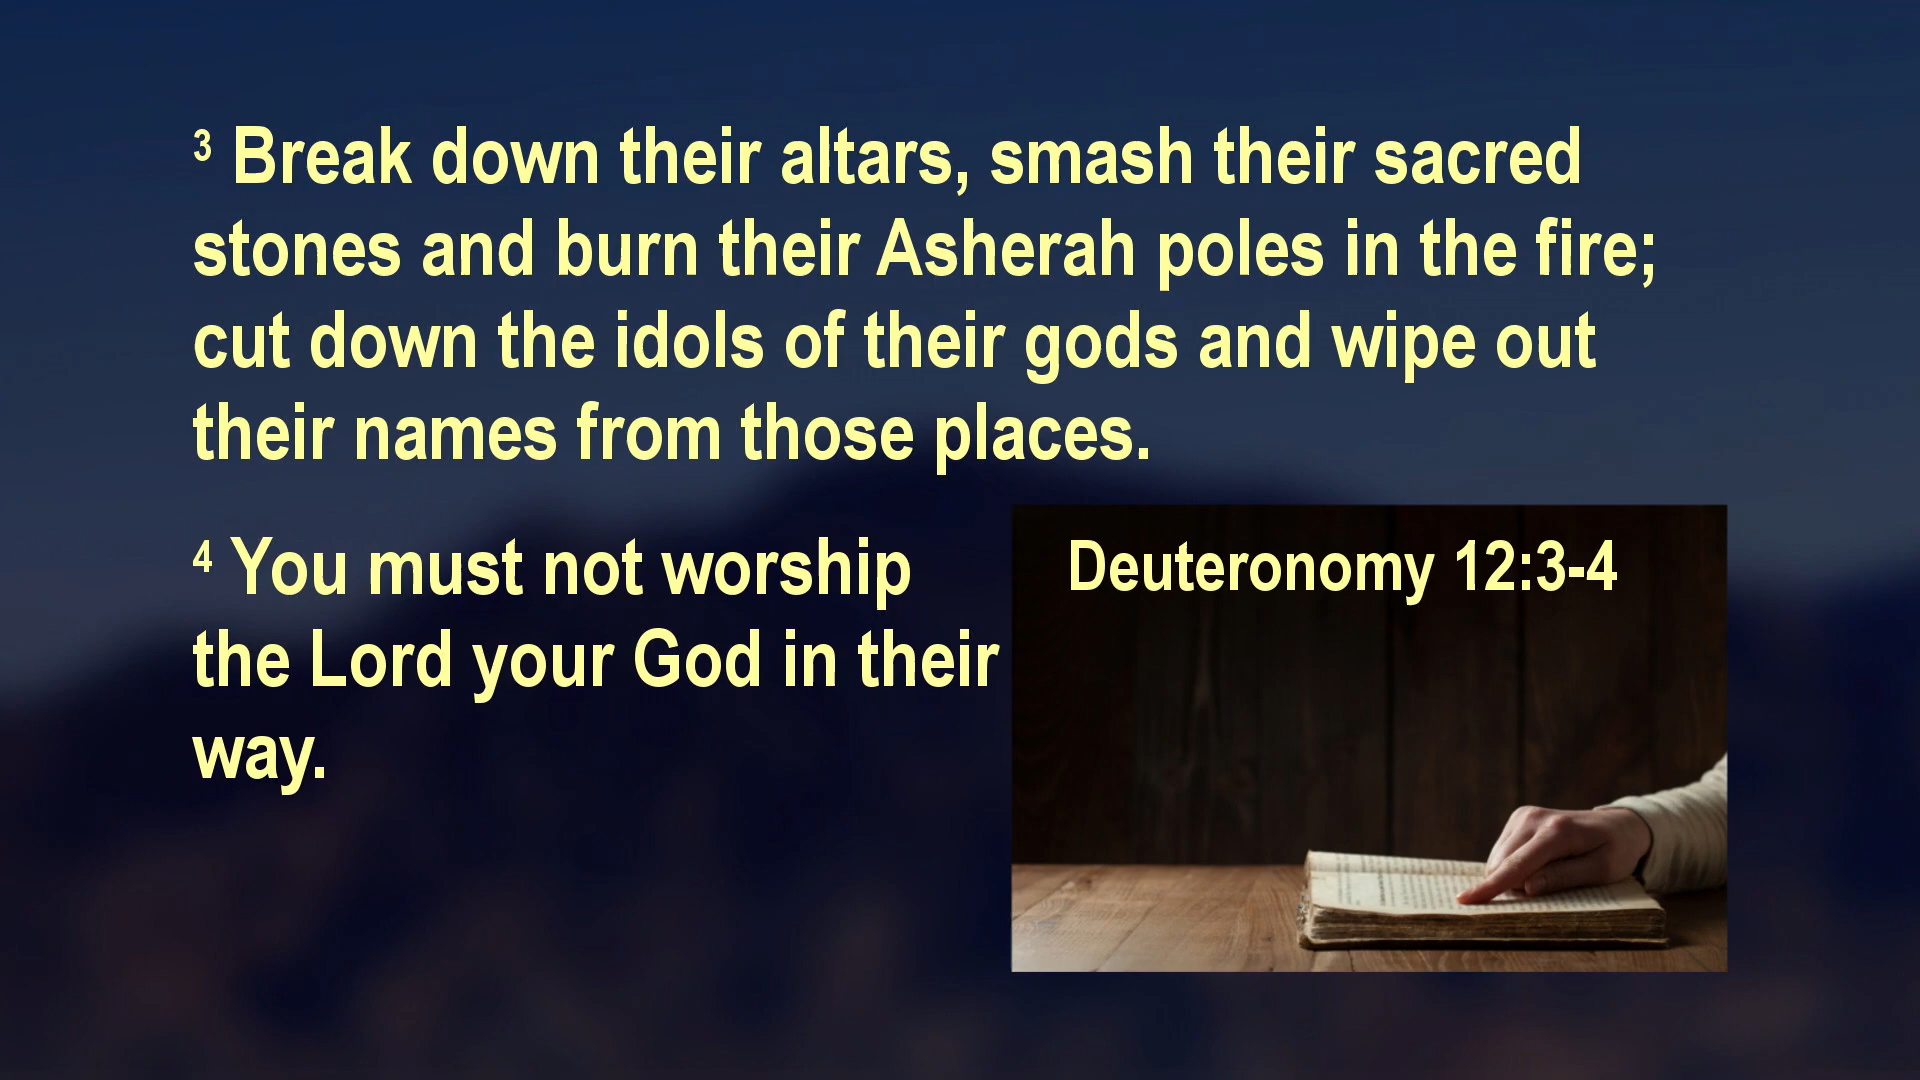 3 Break down their altars, smash their sacred
stones and burn their Asherah poles in the fire;
cut down the idols of their gods and wipe out
their names from those places.
4 You must not worship
the Lord your God in their
way.
Deuteronomy 12:3-4